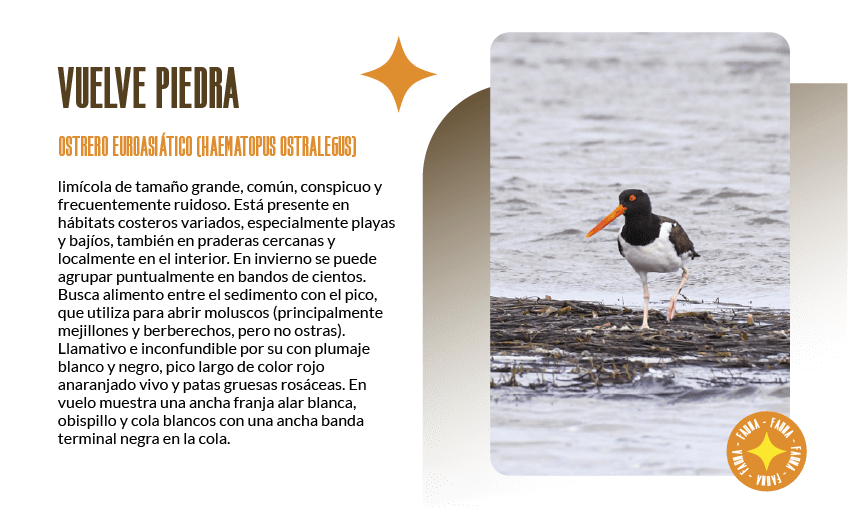 VUELVE PIEDRA
OSTRERO EUROASIÁTICO (HAEMATOPUS OSTRALEGUS)
limícola de tamaño grande, común, conspicuo y
frecuentemente ruidoso. Está presente en
hábitats costeros variados, especialmente playas
y bajíos, también en praderas cercanas y
localmente en el interior. En invierno se puede
agrupar puntualmente en bandos de cientos.
Busca alimento entre el sedimento con el pico,
que utiliza para abrir moluscos (principalmente
mejillones y berberechos, pero no ostras).
Llamativo e inconfundible por su con plumaje
blanco y negro, pico largo de color rojo
anaranjado vivo y patas gruesas rosáceas. En
vuelo muestra una ancha franja alar blanca,
obispillo y cola blancos con una ancha banda
terminal negra en la cola.
FAUNA - FAUNA - FAUNA - FAUNA -